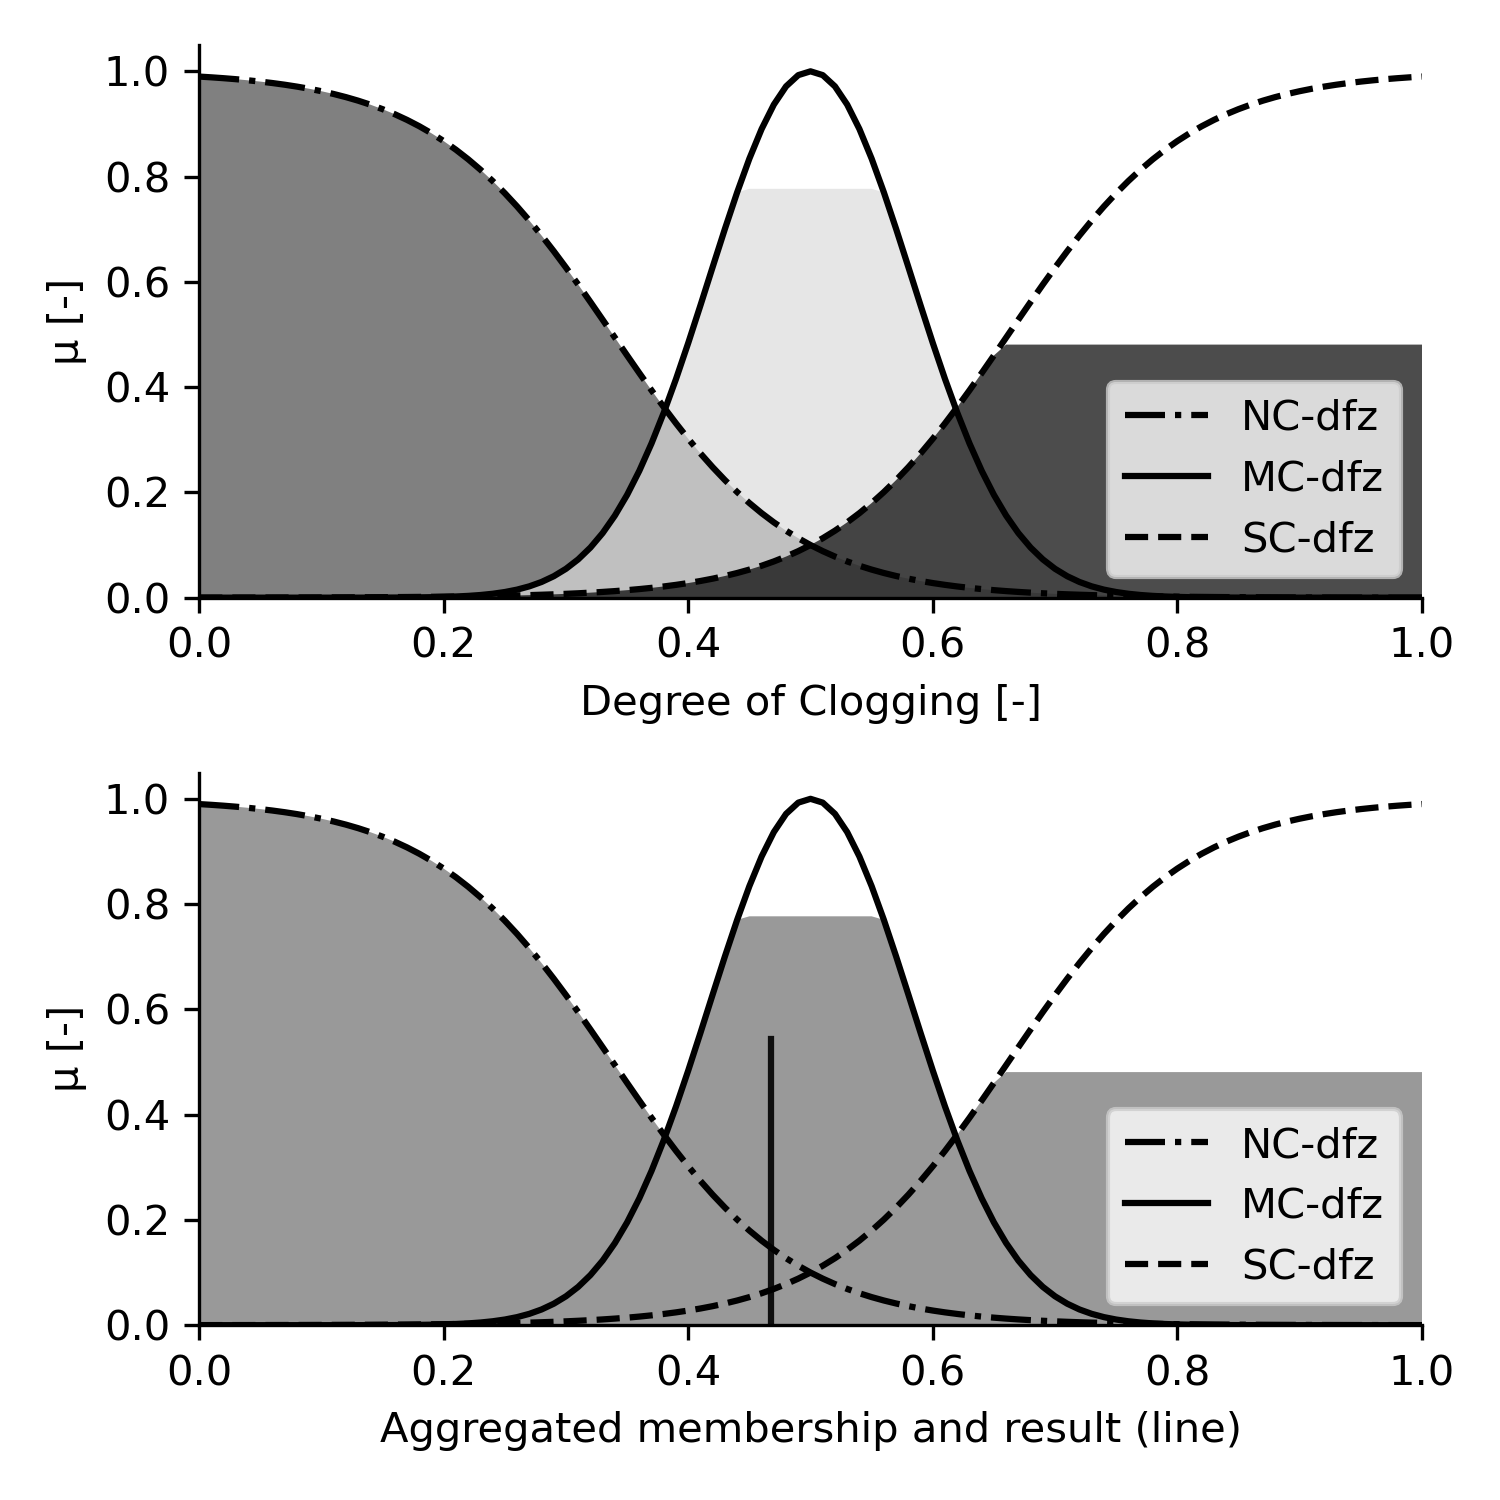 1.0
0.8
0.6
0.4
0.2
0.0
µ [-]
0.0 0.2 0.4 0.6 0.8 1.0
Degree of Clogging [-]
NC-dfz
MC-dfz
SC-dfz
1.0
0.8
0.6
0.4
0.2
0.0
µ [-]
0.0 0.2 0.4 0.6 0.8 1.0
Aggregated membership and result (line)
NC-dfz
MC-dfz
SC-dfz